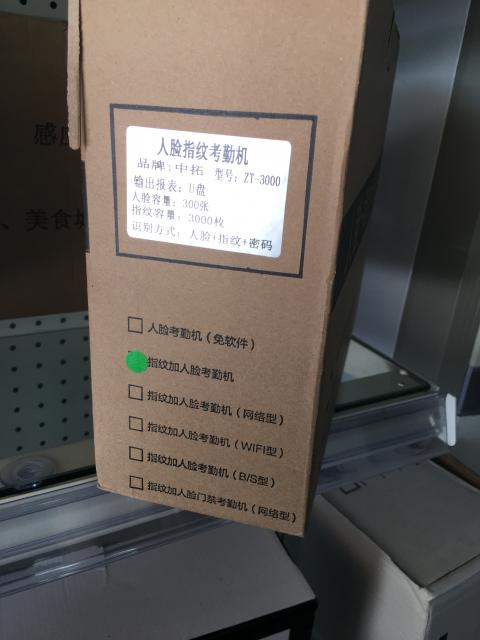 人脸指纹考勤机
品牌：中拓 型号：ZT-3000
输出报表：U盘
人脸容量：300张
指纹容量：3000枚
识别方式：人脸+指纹+密码
人脸考勤机（免软件）
指纹加人脸考勤机
指纹加人脸考勤机（网络型）
指纹加人脸考勤机（WIFI型）
指纹加人脸考勤机（B/S型）
指纹加人脸门禁考勤机（网络型）
感应
、美食城